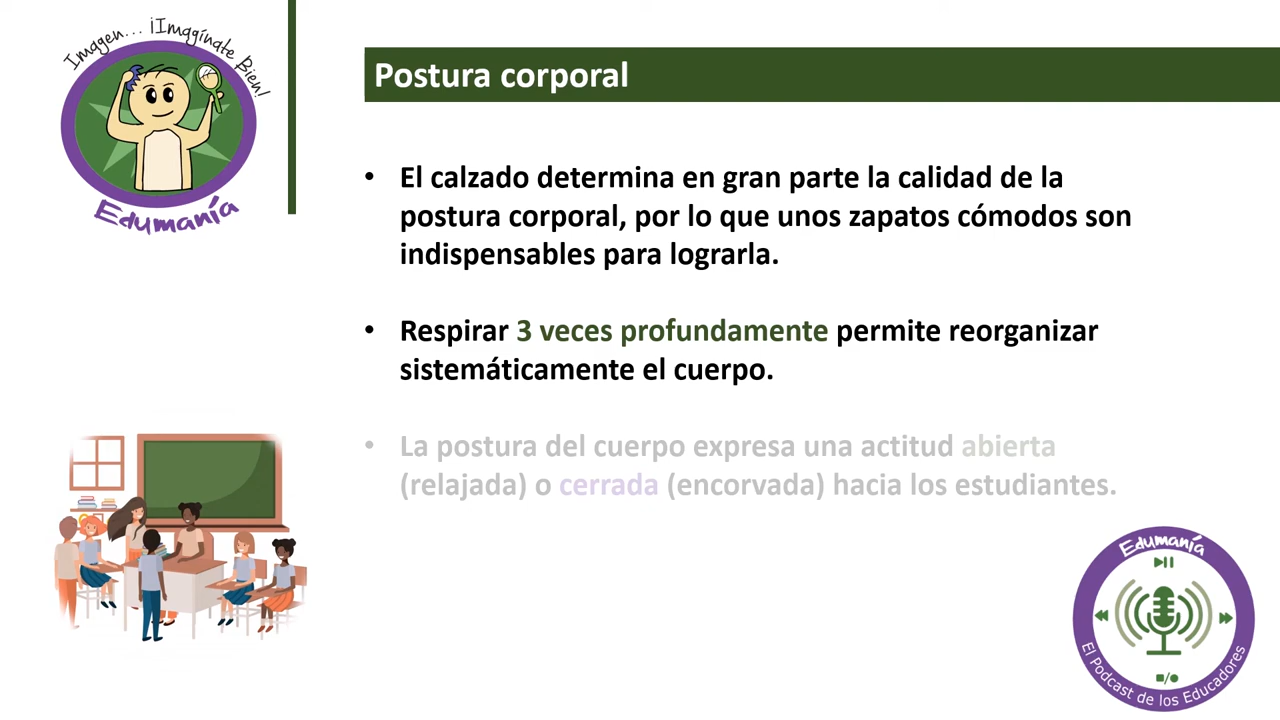 Imagen... ¡Imagínate Bien!
Edumanía
Postura corporal
• El calzado determina en gran parte la calidad de la
postura corporal, por lo que unos zapatos cómodos son
indispensables para lograrla.
• Respirar 3 veces profundamente permite reorganizar
sistemáticamente el cuerpo.
• La postura del cuerpo expresa una actitud abierta
(relajada) o cerrada (encorvada) hacia los estudiantes.
Edumanía
El Podcast de los Educadores